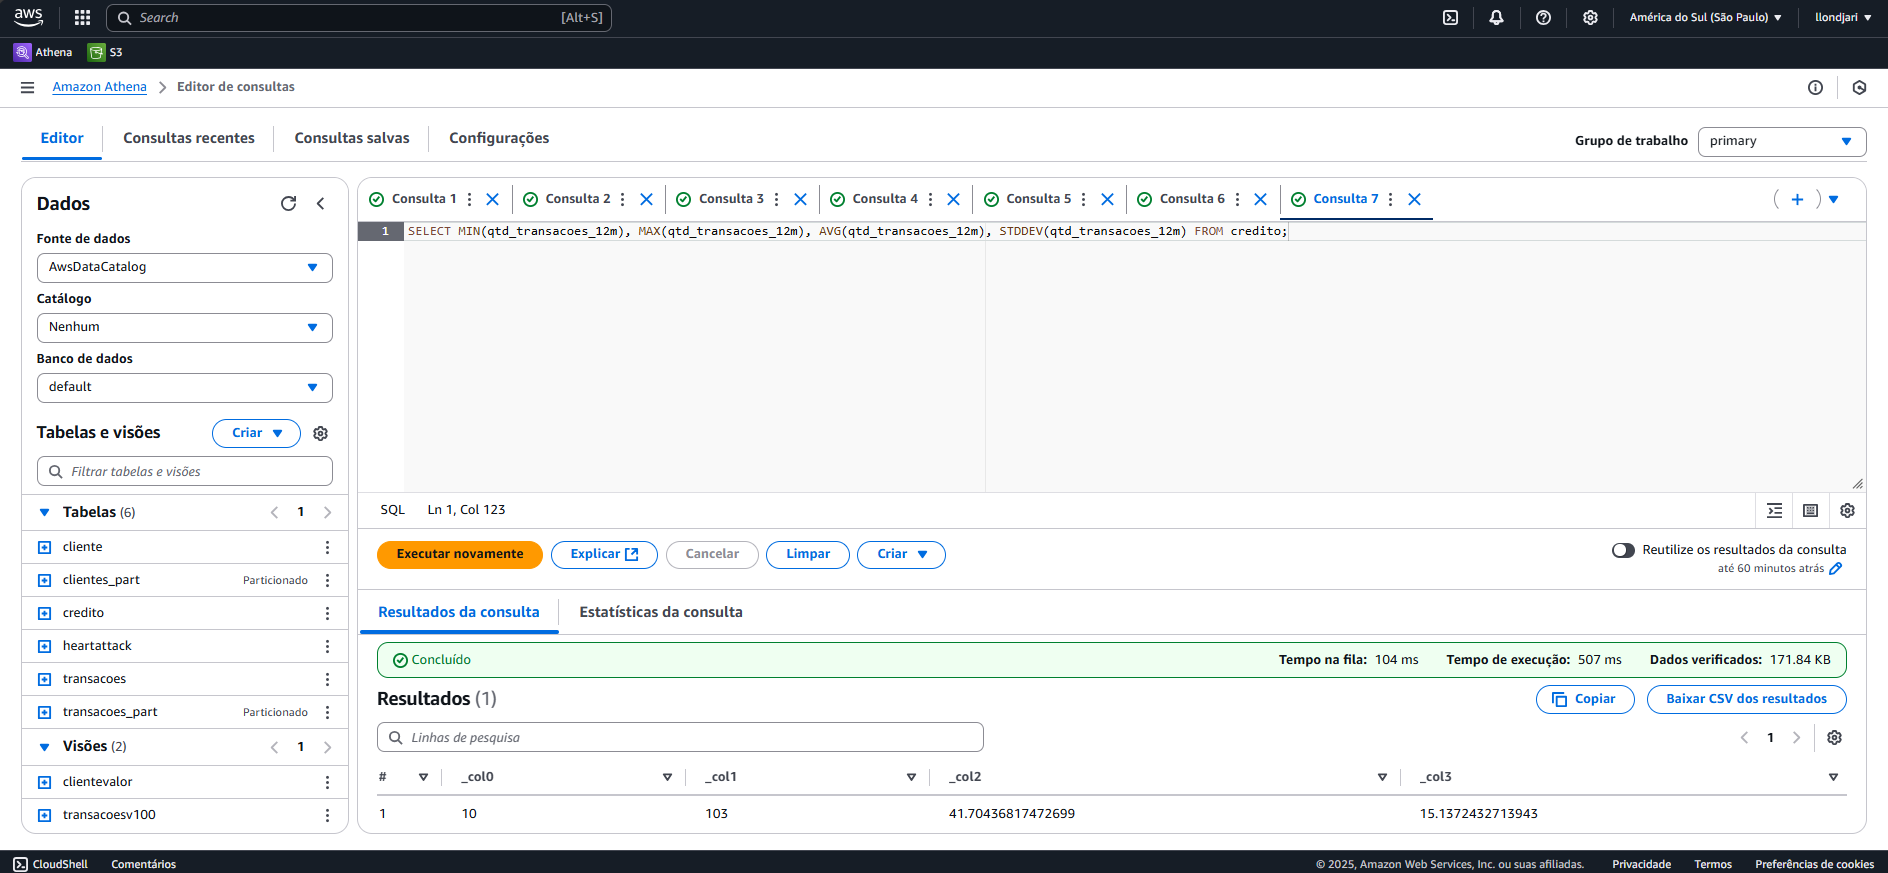 aws
Search [Alt+S]
América do Sul (São Paulo)
llondjari
Athena
S3
Amazon Athena
Editor de consultas
Editor
Consultas recentes
Consultas salvas
Configurações
Grupo de trabalho
primary
Dados
Fonte de dados
AwsDataCatalog
Catálogo
Nenhum
Banco de dados
default
Tabelas e visões
Criar
Filtrar tabelas e visões
Tabelas (6)
1
cliente
clientes_part Particionado
credito
heartattack
transacoes
transacoes_part Particionado
Visões (2)
1
clientevalor
transacoesv100
Consulta 1
Consulta 2
Consulta 3
Consulta 4
Consulta 5
Consulta 6
Consulta 7
1 SELECT MIN(qtd_transacoes_12m), MAX(qtd_transacoes_12m), AVG(qtd_transacoes_12m), STDDEV(qtd_transacoes_12m) FROM credito;
SQL Ln 1, Col 123
Executar novamente
Explicar
Cancelar
Limpar
Criar
Reutilize os resultados da consulta
até 60 minutos atrás
Resultados da consulta
Estatísticas da consulta
Concluído
Tempo na fila: 104 ms
Tempo de execução: 507 ms
Dados verificados: 171.84 KB
Resultados (1)
Copiar
Baixar CSV dos resultados
Linhas de pesquisa
1
# _col0 _col1 _col2 _col3
1 10 103 41.70436817472699 15.1372432713943
CloudShell
Comentários
© 2025, Amazon Web Services, Inc. ou suas afiliadas.
Privacidade
Termos
Preferências de cookies